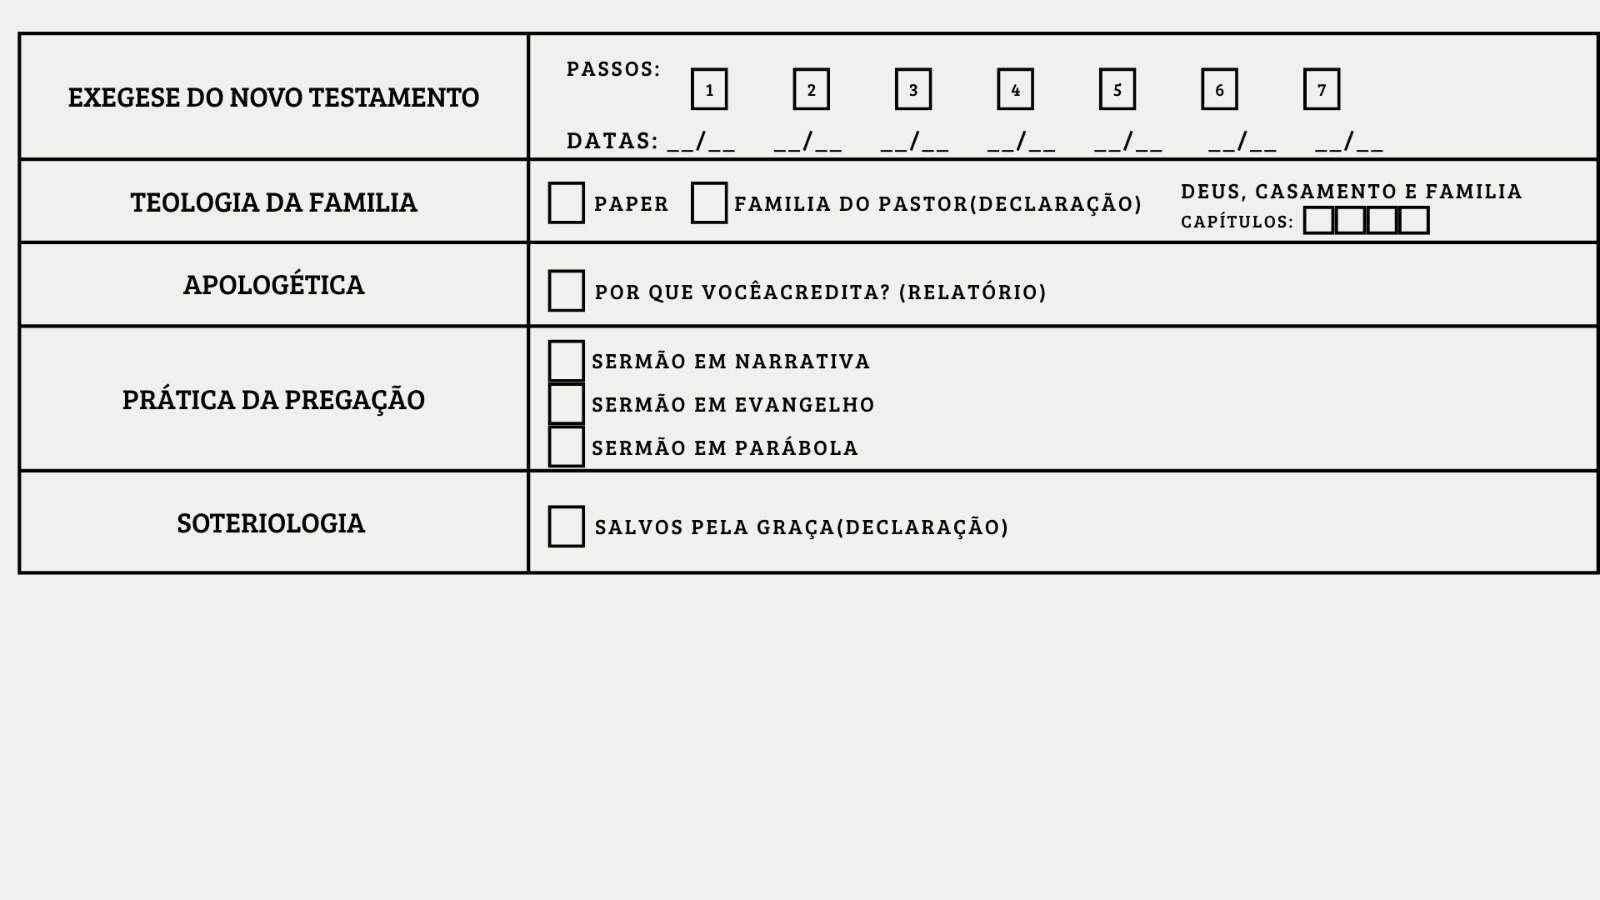 EXEGESE DO NOVO TESTAMENTO
PASSOS:
1 2 3 4 5 6 7
DATAS: __/__ __/__ __/__ __/__ __/__ __/__ __/__
TEOLOGIA DA FAMILIA
PAPER FAMILIA DO PASTOR(DECLARAÇÃO)
DEUS, CASAMENTO E FAMILIA
CAPÍTULOS:
APOLOGÉTICA
POR QUE VOCÊACREDITA? (RELATÓRIO)
PRÁTICA DA PREGAÇÃO
SERMÃO EM NARRATIVA
SERMÃO EM EVANGELHO
SERMÃO EM PARÁBOLA
SOTERIOLOGIA
SALVOS PELA GRAÇA(DECLARAÇÃO)